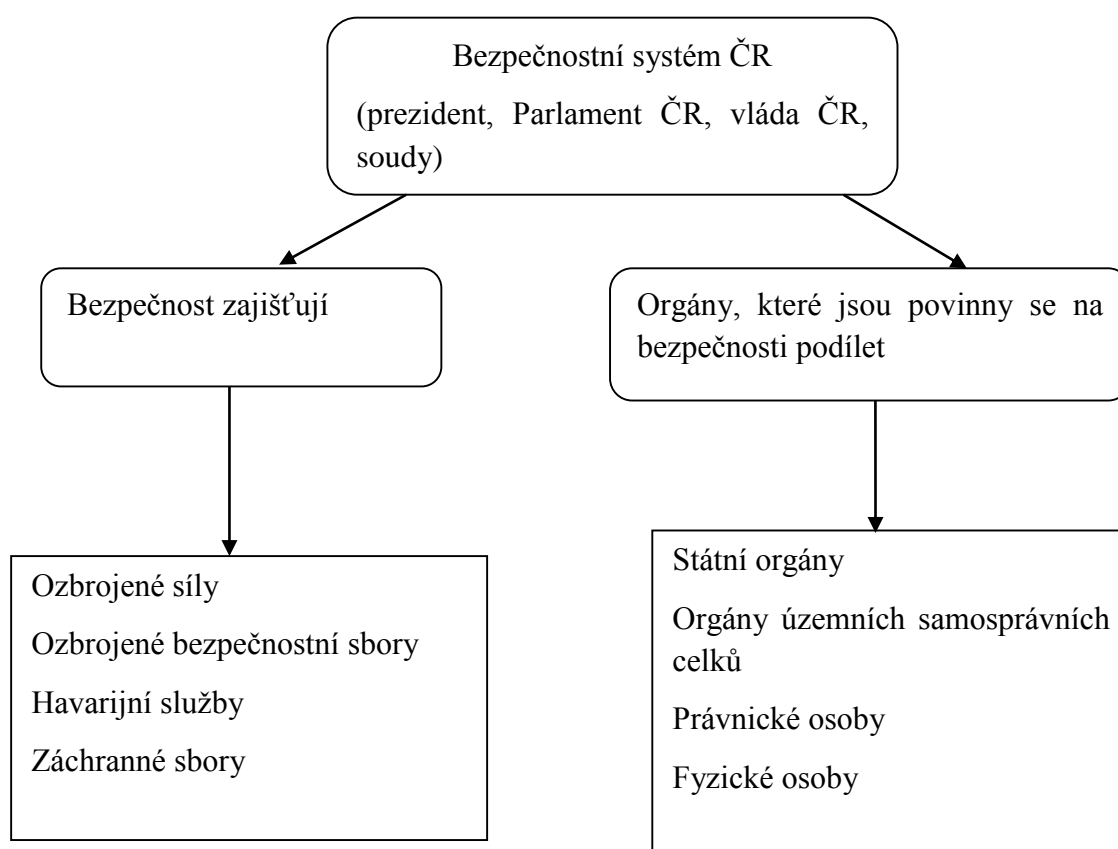 Bezpečnostní systém ČR
(prezident, Parlament ČR, vláda ČR,
soudy)
Bezpečnost zajišťují
Orgány, které jsou povinny se na
bezpečnosti podílet
Ozbrojené síly
Ozbrojené bezpečnostní sbory
Havarijní služby
Záchranné sbory
Státní orgány
Orgány územních samosprávních
celků
Právnické osoby
Fyzické osoby